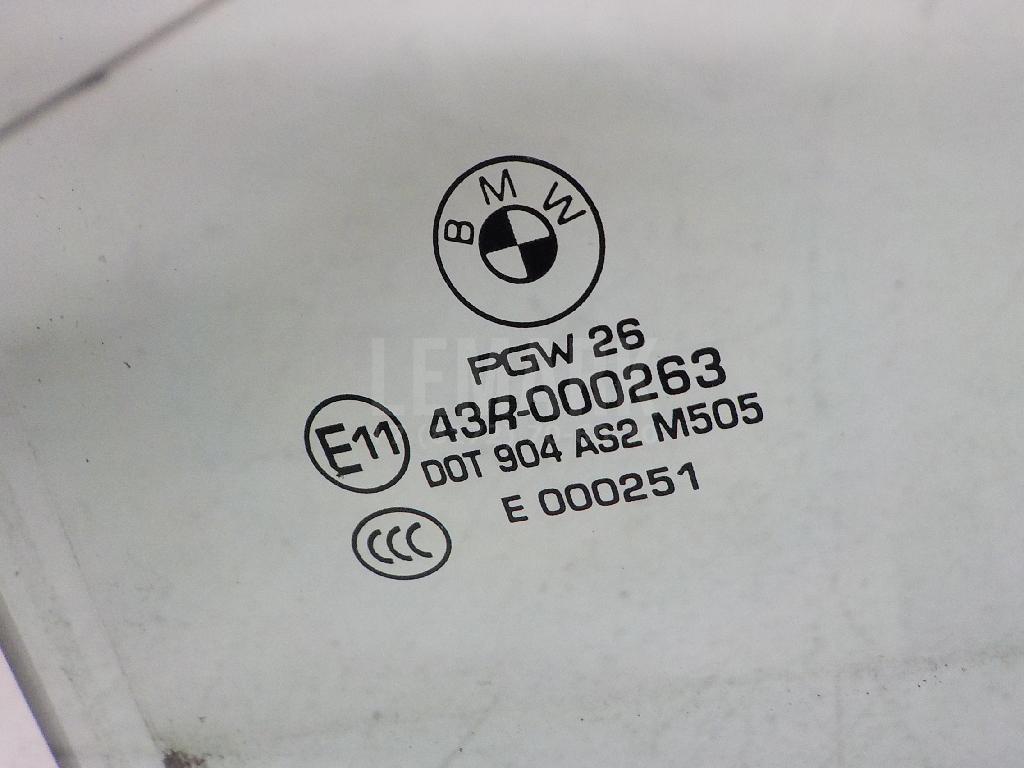 BMW
PGW 26
E11 43R-000263
DOT 904 AS2 M505
E 000251
CCC